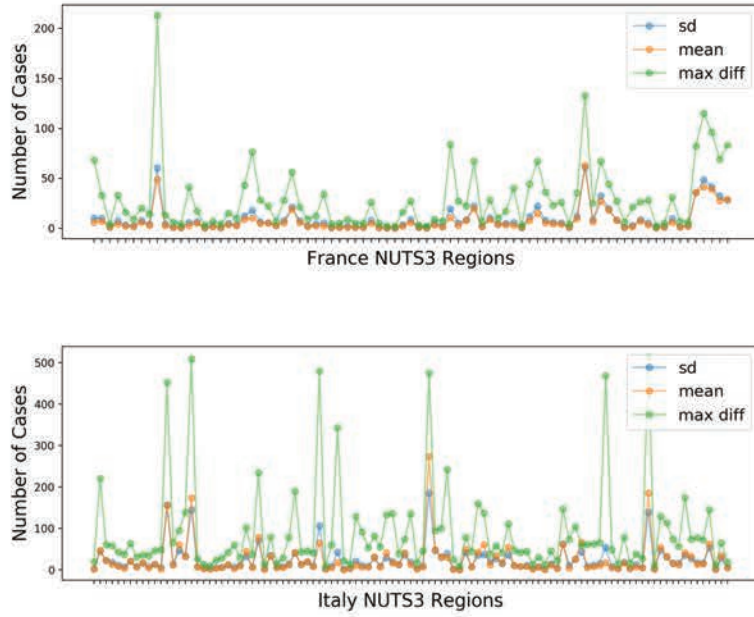 200
150
100
50
0
Number of Cases
sd
mean
max diff
France NUTS3 Regions
500
400
300
200
100
0
Number of Cases
sd
mean
max diff
Italy NUTS3 Regions